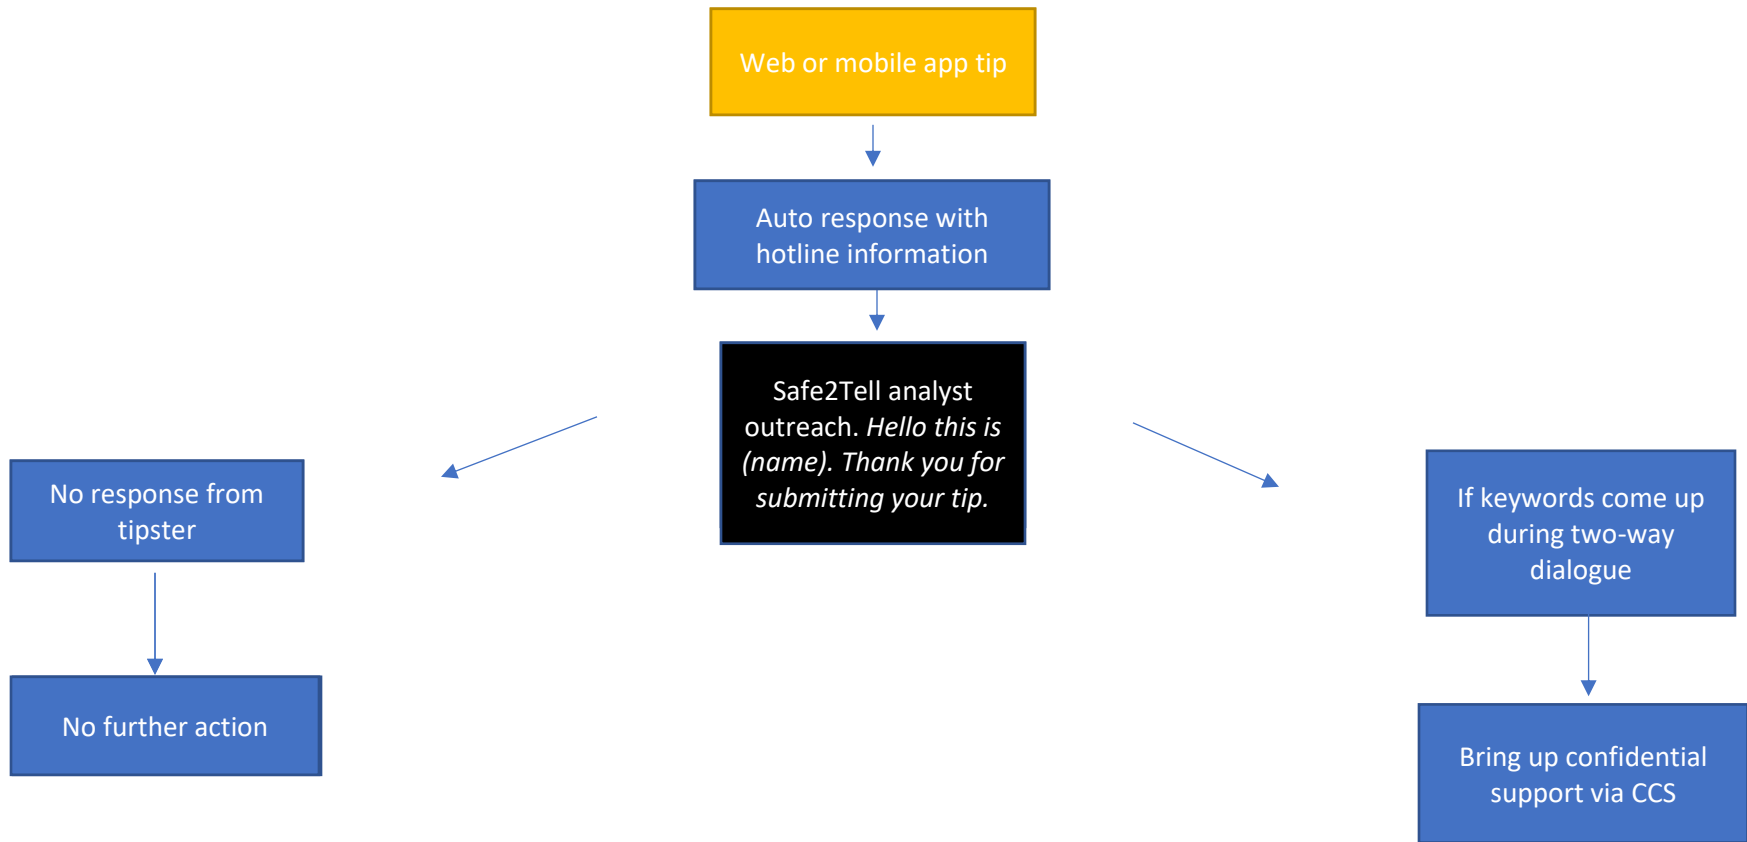 Web or mobile app tip
Auto response with
hotline information
Safe2Tell analyst
outreach. Hello this is
(name). Thank you for
submitting your tip.
No response from
tipster
No further action
If keywords come up
during two-way
dialogue
Bring up confidential
support via CCS